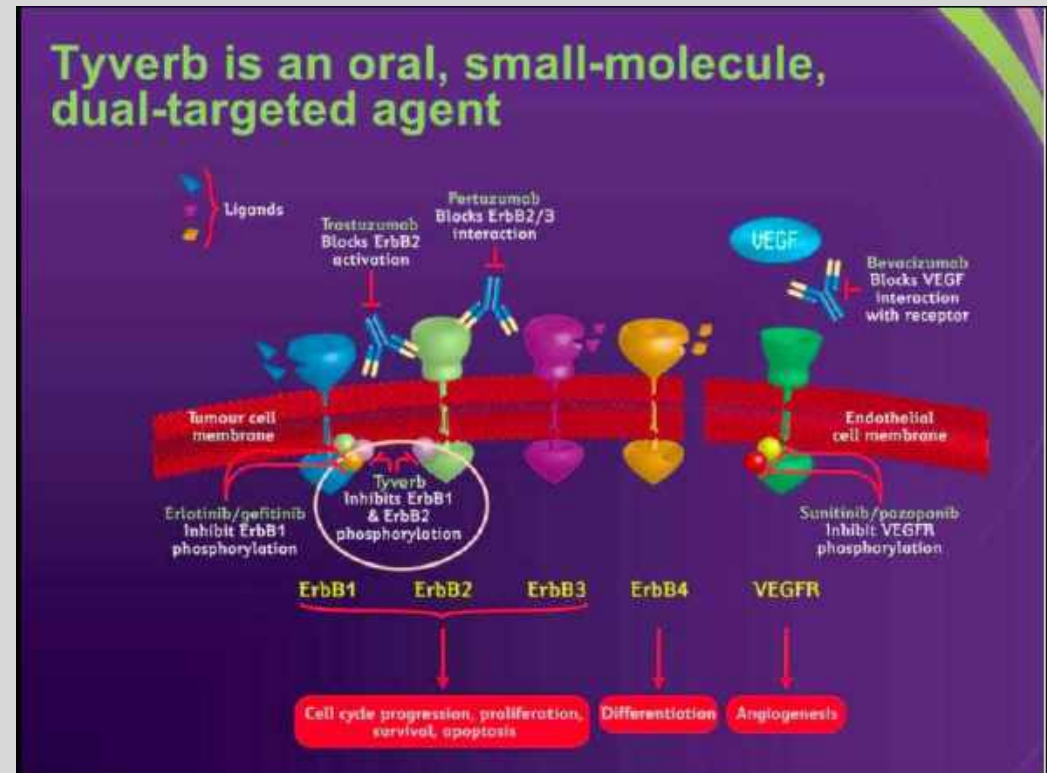 Tyverb is an oral, small-molecule,
dual-targeted agent
Ligands
Trastuzumab
Blocks ErbB2
activation
Pertuzumab
Blocks ErbB2/3
interaction
VEGF
Bevacizumab
Blocks VEGF
interaction
with receptor
Tumour cell
membrane
Endothelial
cell membrane
Erlotinib/gefitinib
Inhibit ErbB1
phosphorylation
Tyverb
Inhibits ErbB1
& ErbB2
phosphorylation
Sunitinib/pazopanib
Inhibit VEGFR
phosphorylation
ErbB1 ErbB2 ErbB3 ErbB4 VEGFR
Cell cycle progression, proliferation,
survival, apoptosis
Differentiation
Angiogenesis